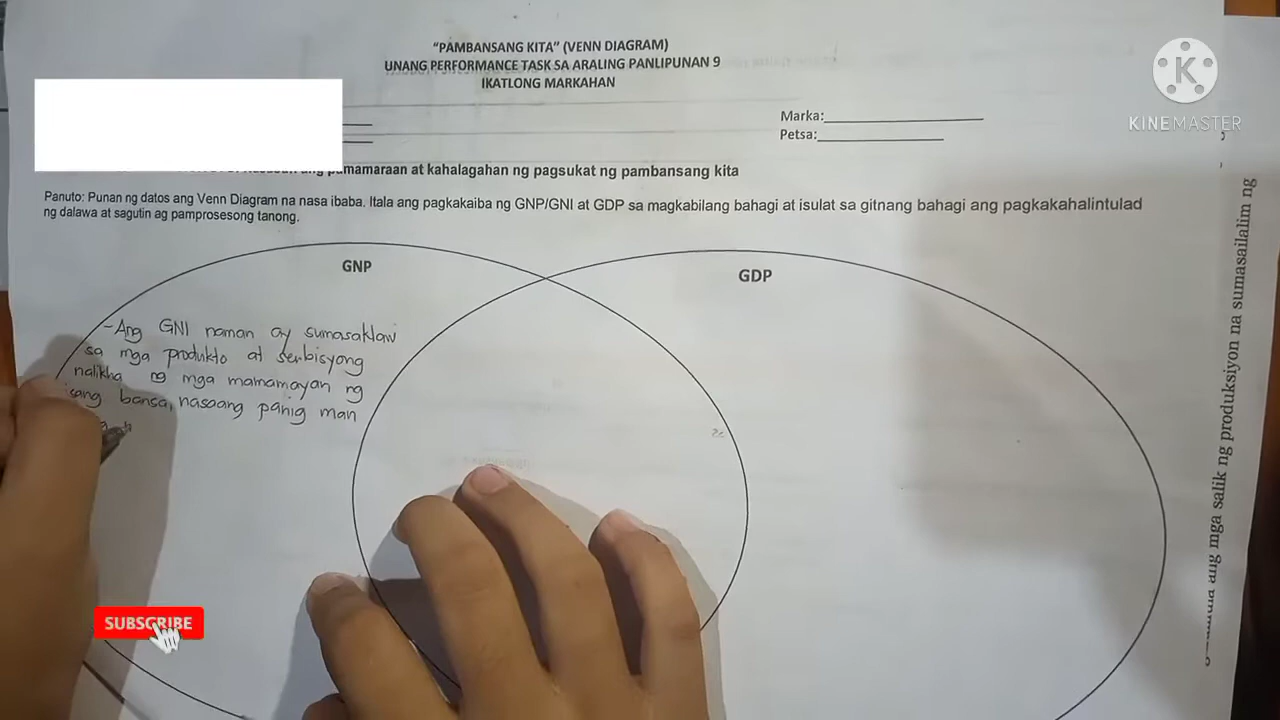 "PAMBANSANG KITA" (VENN DIAGRAM)
UNANG PERFORMANCE TASK SA ARALING PANLIPUNAN 9
IKATLONG MARKAHAN
KINEMASTER
Marka:
Petsa:
ang pamamaraan at kahalagahan ng pagsukat ng pambansang kita
Panuto: Punan ng datos ang Venn Diagram na nasa ibaba. Itala ang pagkakaiba ng GNP/GNI at GDP sa magkabilang bahagi at isulat sa gitnang bahagi ang pagkakahalintulad
ng dalawa at sagutin ag pamprosesong tanong.
GNP
GDP
-Ang GNI naman ay sumasaklaw
sa mga produkto at serbisyong
nalikha ng mga mamamayan ng
isang bansa, nasaang panig man
SUBSCRIBE
ang mga salik ng produksiyon na sumasailalim ng